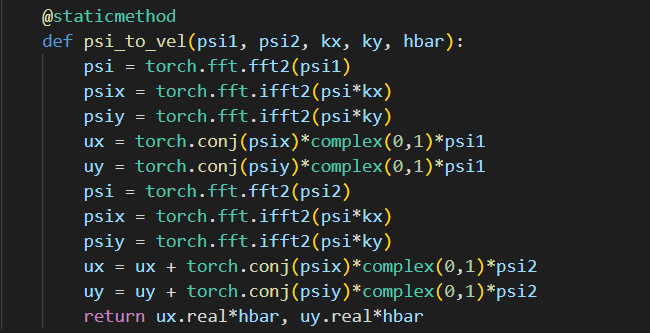 @staticmethod
def psi_to_vel(psi1, psi2, kx, ky, hbar):
    psi = torch.fft.fft2(psi1)
    psix = torch.fft.ifft2(psi*kx)
    psiy = torch.fft.ifft2(psi*ky)
    ux = torch.conj(psix)*complex(0,1)*psi1
    uy = torch.conj(psiy)*complex(0,1)*psi1
    psi = torch.fft.fft2(psi2)
    psix = torch.fft.ifft2(psi*kx)
    psiy = torch.fft.ifft2(psi*ky)
    ux = ux + torch.conj(psix)*complex(0,1)*psi2
    uy = uy + torch.conj(psiy)*complex(0,1)*psi2
    return ux.real*hbar, uy.real*hbar